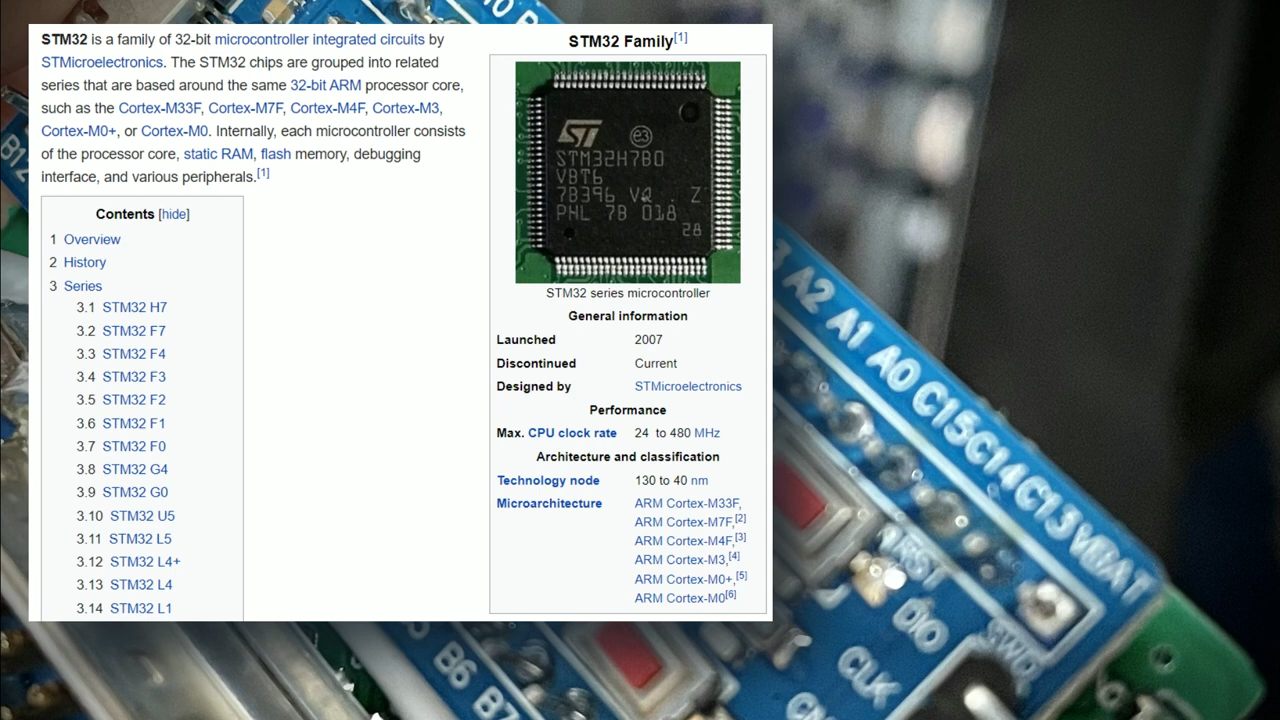 STM32 is a family of 32-bit microcontroller integrated circuits by
STMicroelectronics. The STM32 chips are grouped into related
series that are based around the same 32-bit ARM processor core,
such as the Cortex-M33F, Cortex-M7F, Cortex-M4F, Cortex-M3,
Cortex-M0+, or Cortex-M0. Internally, each microcontroller consists
of the processor core, static RAM, flash memory, debugging
interface, and various peripherals.[1]
Contents [hide]
1 Overview
2 History
3 Series
3.1 STM32 H7
3.2 STM32 F7
3.3 STM32 F4
3.4 STM32 F3
3.5 STM32 F2
3.6 STM32 F1
3.7 STM32 F0
3.8 STM32 G4
3.9 STM32 G0
3.10 STM32 U5
3.11 STM32 L5
3.12 STM32 L4+
3.13 STM32 L4
3.14 STM32 L1
STM32 Family[1]
ST e3
STM32H7B0
VBT6
7B396 VQ Z
PHL 7B 018
28
STM32 series microcontroller
General information
Launched 2007
Discontinued Current
Designed by STMicroelectronics
Performance
Max. CPU clock rate 24 to 480 MHz
Architecture and classification
Technology node 130 to 40 nm
Microarchitecture ARM Cortex-M33F,
ARM Cortex-M7F,[2]
ARM Cortex-M4F,[3]
ARM Cortex-M3,[4]
ARM Cortex-M0+,[5]
ARM Cortex-M0[6]
B12
A2 A1 A0 C15 C14 C13 VBAT
DIO
CLK
B6 B7